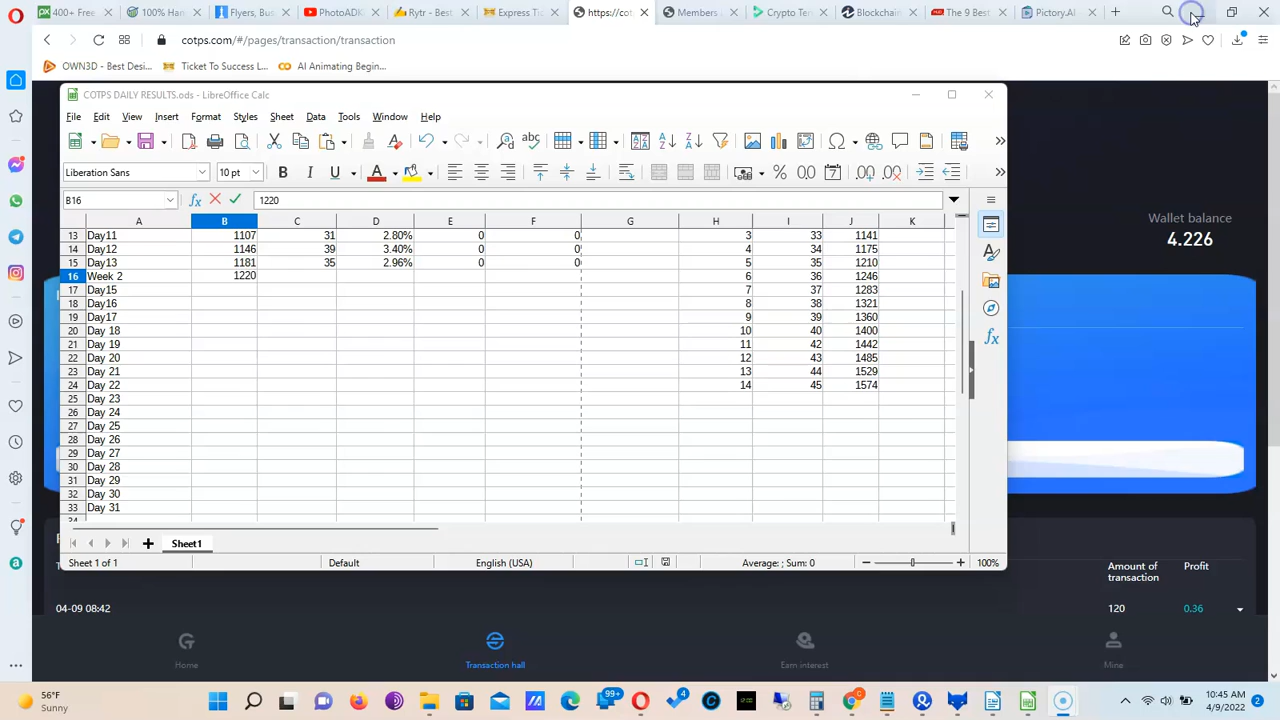 400+ F
100% Han
Flyers, Bus
PhotoADK
Rytr - Best
Express Tic
https://cot
Members
Crypto Ter
Blockchain
The 9 Best
Pictory.AI
cotps.com/#/pages/transaction/transaction
OWN3D - Best Desi...
Ticket To Success L...
AI Animating Begin...
COTPS DAILY RESULTS.ods - LibreOffice Calc
File Edit View Insert Format Styles Sheet Data Tools Window Help
Liberation Sans 10 pt
B16 1220
A B C D E F G H I J K
13 Day11 1107 31 2.80% 0 0 3 33 1141
14 Day12 1146 39 3.40% 0 0 4 34 1175
15 Day13 1181 35 2.96% 0 0 5 35 1210
16 Week 2 1220 6 36 1246
17 Day15 7 37 1283
18 Day16 8 38 1321
19 Day17 9 39 1360
20 Day 18 10 40 1400
21 Day 19 11 42 1442
22 Day 20 12 43 1485
23 Day 21 13 44 1529
24 Day 22 14 45 1574
25 Day 23
26 Day 24
27 Day 25
28 Day 26
29 Day 27
30 Day 28
31 Day 29
32 Day 30
33 Day 31
Sheet1
Sheet 1 of 1 Default English (USA) Average: ; Sum: 0 100%
Wallet balance
4.226
Amount of transaction Profit
04-09 08:42 120 0.36
Home
Transaction hall
Earn interest
Mine
56°F
Sunny
99+
4
10:45 AM
4/9/2022
2